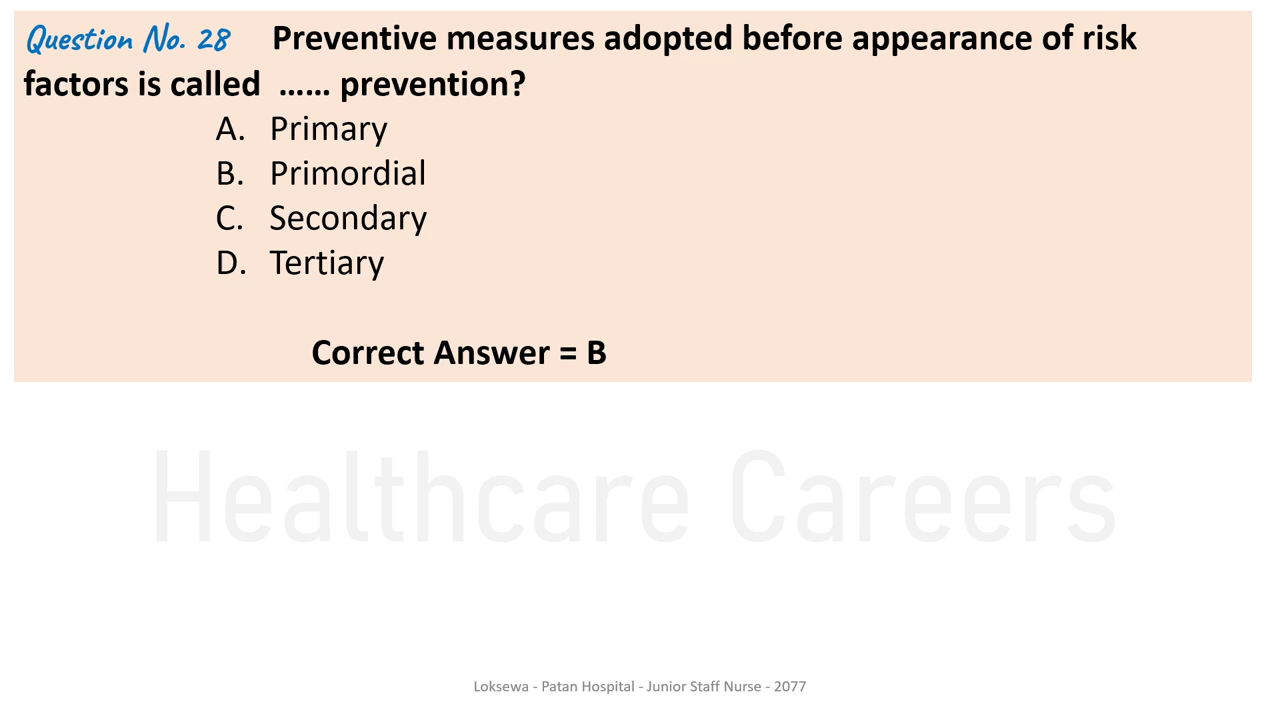 Question No. 28 Preventive measures adopted before appearance of risk
factors is called …… prevention?
A. Primary
B. Primordial
C. Secondary
D. Tertiary
Correct Answer = B
Healthcare Careers
Loksewa - Patan Hospital - Junior Staff Nurse - 2077